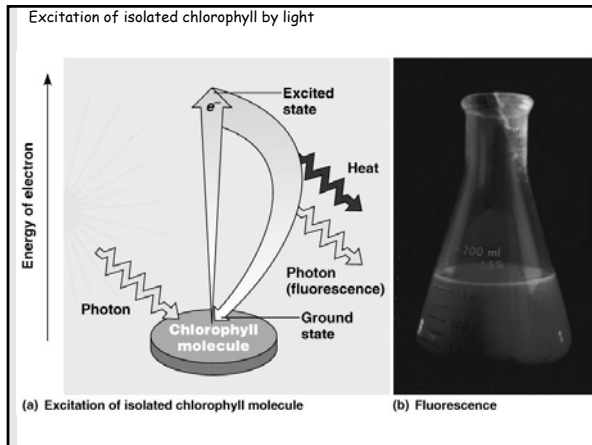 Excitation of isolated chlorophyll by light
Energy of electron
e⁻
Excited
state
Heat
Photon
(fluorescence)
Photon
Ground
state
Chlorophyll
molecule
(a) Excitation of isolated chlorophyll molecule
200 ml
(b) Fluorescence